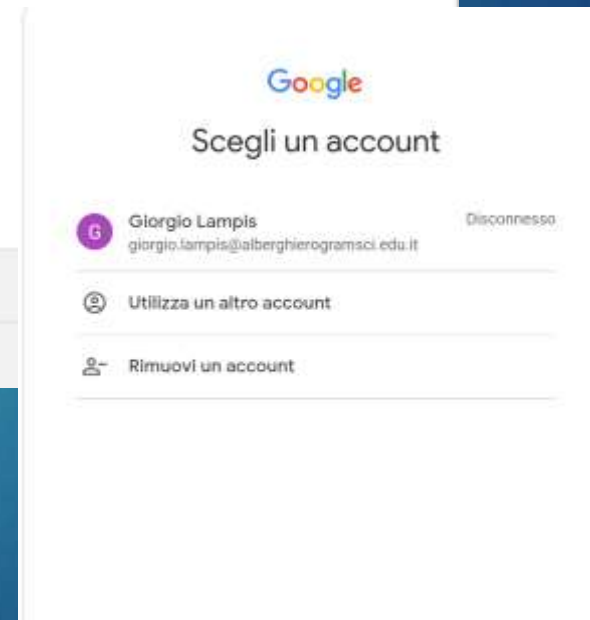 Google
Scegli un account
G
Giorgio Lampis
Disconnesso
giorgio.lampis@alberghierogramsci.edu.it
Utilizza un altro account
Rimuovi un account